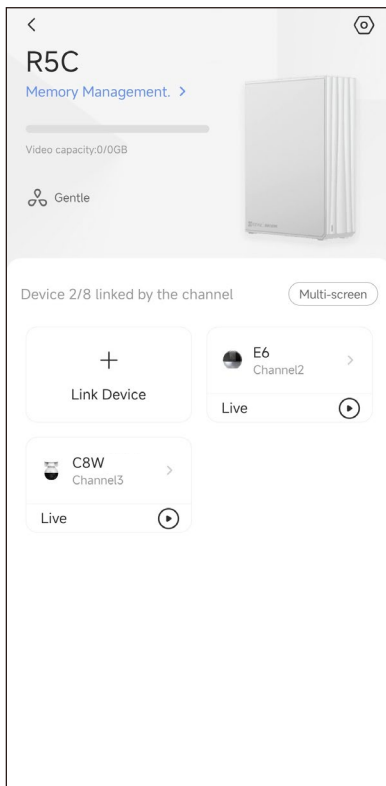 R5C
Memory Management. >
Video capacity:0/0GB
Gentle
Device 2/8 linked by the channel
Multi-screen
Link Device
E6
Channel2
Live
C8W
Channel3
Live